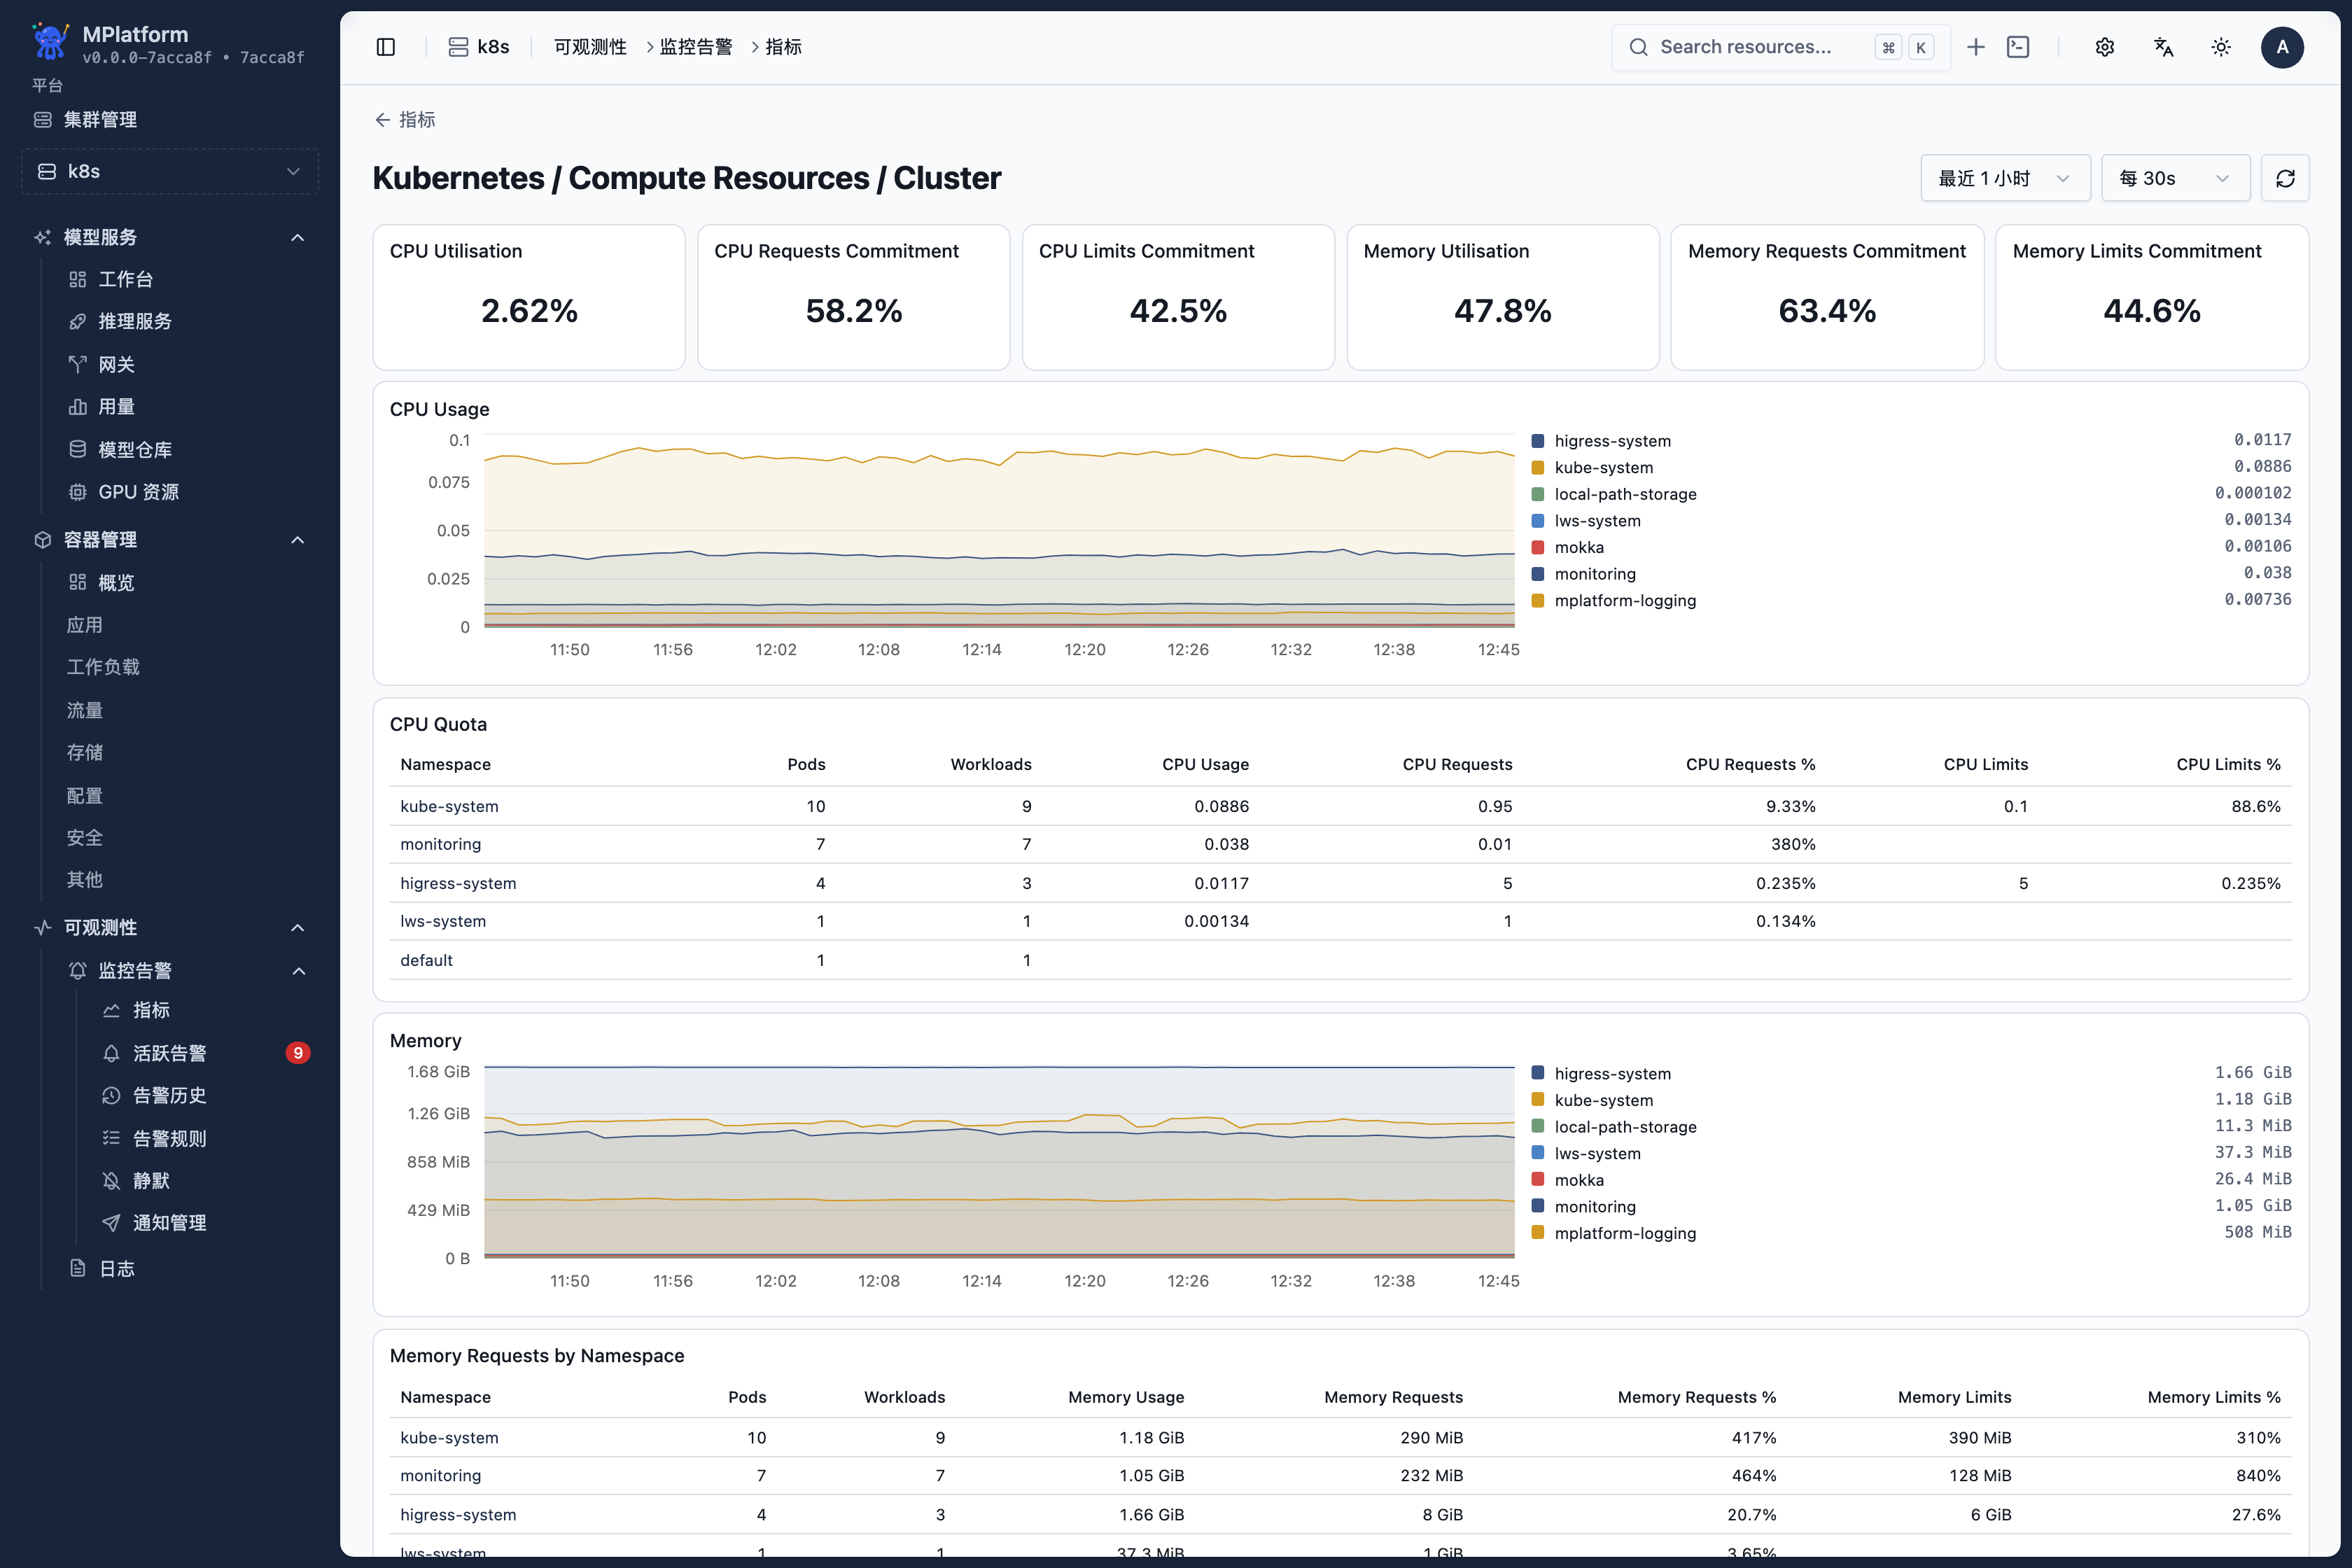 MPlatform
v0.0.0-7acca8f • 7acca8f
平台
集群管理
k8s
模型服务
工作台
推理服务
网关
用量
模型仓库
GPU 资源
容器管理
概览
应用
工作负载
流量
存储
配置
安全
其他
可观测性
监控告警
指标
活跃告警 9
告警历史
告警规则
静默
通知管理
日志
k8s 可观测性 > 监控告警 > 指标 Search resources... ⌘ K A
← 指标
Kubernetes / Compute Resources / Cluster 最近 1 小时 每 30s
CPU Utilisation CPU Requests Commitment CPU Limits Commitment Memory Utilisation Memory Requests Commitment Memory Limits Commitment
2.62% 58.2% 42.5% 47.8% 63.4% 44.6%
CPU Usage
0.1
0.075
0.05
0.025
0
11:50 11:56 12:02 12:08 12:14 12:20 12:26 12:32 12:38 12:45
higress-system 0.0117
kube-system 0.0886
local-path-storage 0.000102
lws-system 0.00134
mokka 0.00106
monitoring 0.038
mplatform-logging 0.00736
CPU Quota
Namespace Pods Workloads CPU Usage CPU Requests CPU Requests % CPU Limits CPU Limits %
kube-system 10 9 0.0886 0.95 9.33% 0.1 88.6%
monitoring 7 7 0.038 0.01 380%
higress-system 4 3 0.0117 5 0.235% 5 0.235%
lws-system 1 1 0.00134 1 0.134%
default 1 1
Memory
1.68 GiB
1.26 GiB
858 MiB
429 MiB
0 B
11:50 11:56 12:02 12:08 12:14 12:20 12:26 12:32 12:38 12:45
higress-system 1.66 GiB
kube-system 1.18 GiB
local-path-storage 11.3 MiB
lws-system 37.3 MiB
mokka 26.4 MiB
monitoring 1.05 GiB
mplatform-logging 508 MiB
Memory Requests by Namespace
Namespace Pods Workloads Memory Usage Memory Requests Memory Requests % Memory Limits Memory Limits %
kube-system 10 9 1.18 GiB 290 MiB 417% 390 MiB 310%
monitoring 7 7 1.05 GiB 232 MiB 464% 128 MiB 840%
higress-system 4 3 1.66 GiB 8 GiB 20.7% 6 GiB 27.6%
lws-system 1 1 37.3 MiB 1 GiB 3.65%